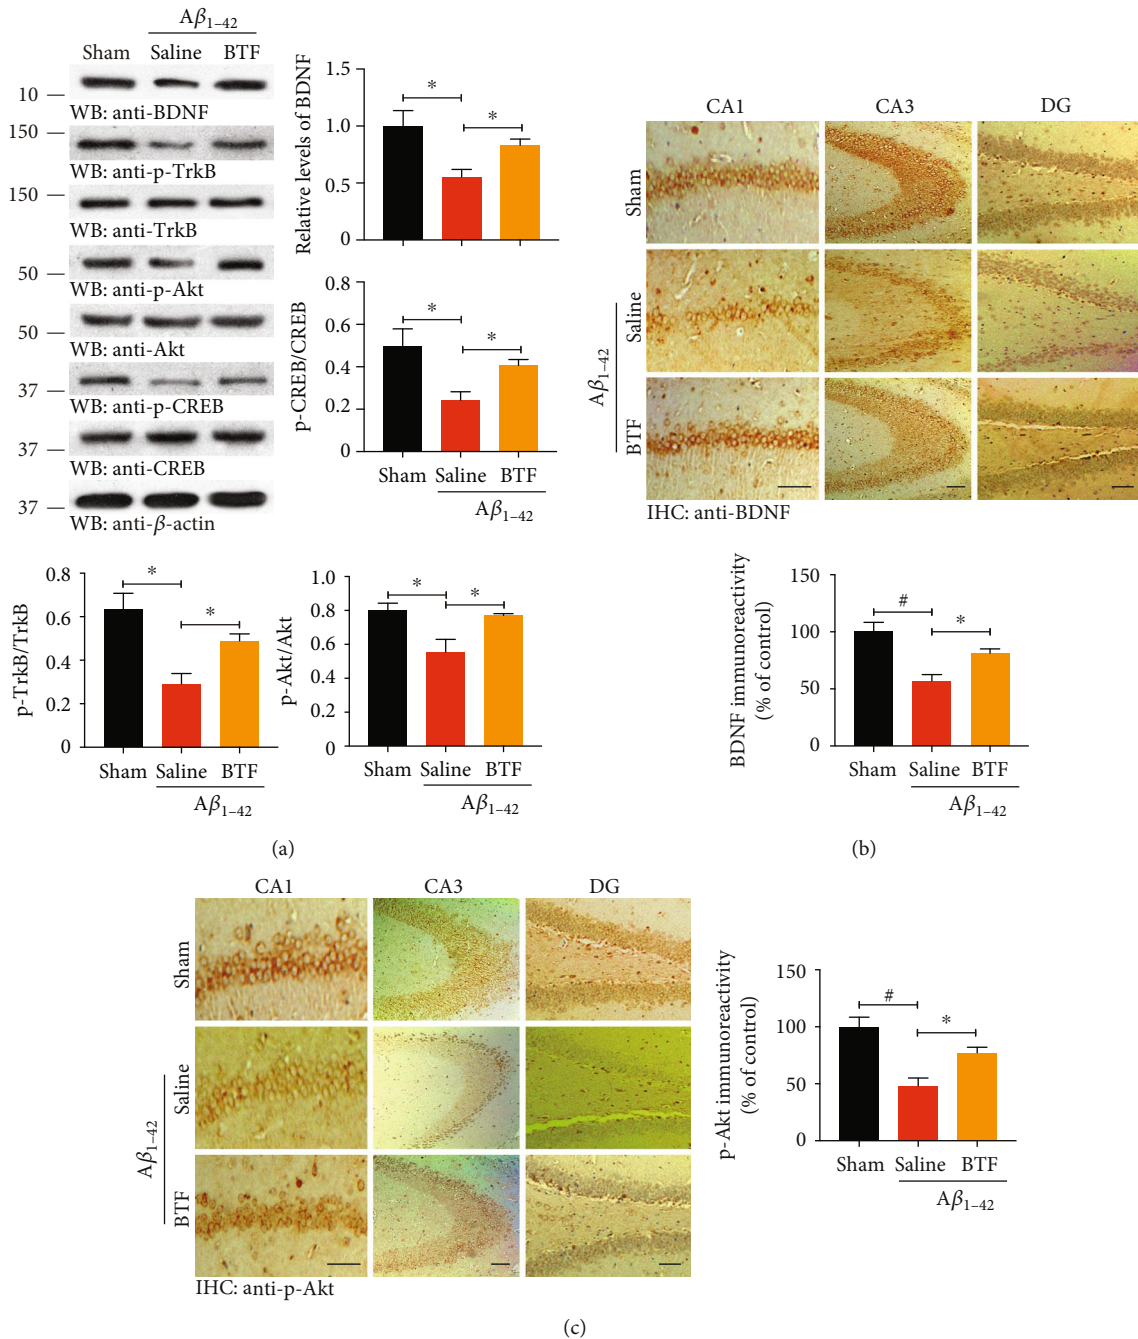 Aβ1–42
Sham Saline BTF
10
WB: anti-BDNF
150
WB: anti-p-TrkB
150
WB: anti-TrkB
50
WB: anti-p-Akt
50
WB: anti-Akt
37
WB: anti-p-CREB
37
WB: anti-CREB
37
WB: anti-β-actin
Relative levels of BDNF
1.5
1.0
0.5
0
* *
p-CREB/CREB
0.8
0.6
0.4
0.2
0
* *
Sham Saline BTF
Aβ1–42
p-TrkB/TrkB
0.8
0.6
0.4
0.2
0
* *
Sham Saline BTF
Aβ1–42
p-Akt/Akt
1.0
0.8
0.6
0.4
0.2
0
* *
Sham Saline BTF
Aβ1–42
(a)
CA1 CA3 DG
Sham
Saline
BTF
Aβ1–42
IHC: anti-BDNF
BDNF immunoreactivity
(% of control)
150
100
50
0
# *
Sham Saline BTF
Aβ1–42
(b)
CA1 CA3 DG
Sham
Saline
BTF
Aβ1–42
IHC: anti-p-Akt
p-Akt immunoreactivity
(% of control)
150
100
50
0
# *
Sham Saline BTF
Aβ1–42
(c)